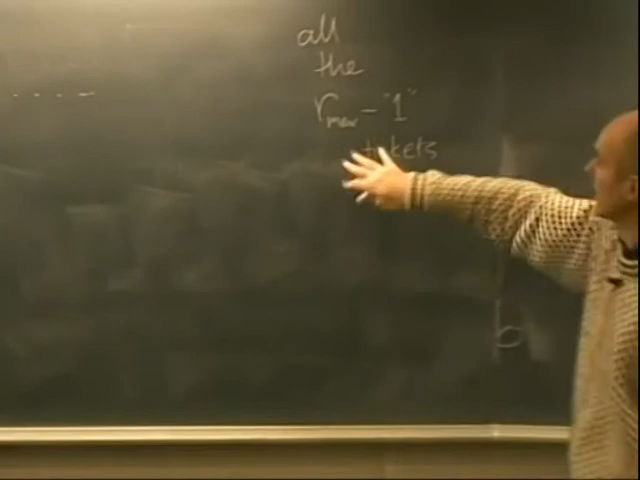 all
the
r_max - "1"
tickets